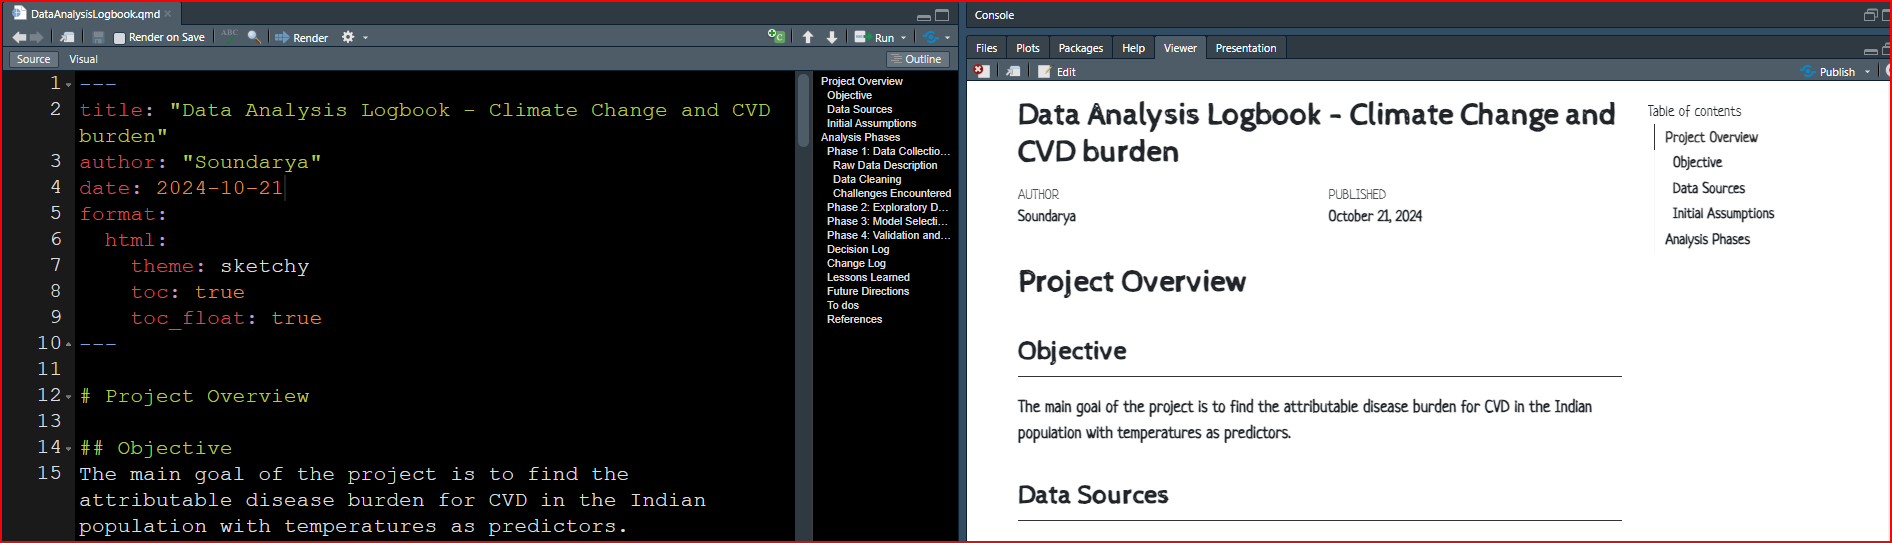 DataAnalysisLogbook.qmd
Render on Save
ABC
Render
Run
Source
Visual
Outline
1 ---
2 title: "Data Analysis Logbook - Climate Change and CVD
burden"
3 author: "Soundarya"
4 date: 2024-10-21
5 format:
6 html:
7 theme: sketchy
8 toc: true
9 toc_float: true
10 ---
11
12 # Project Overview
13
14 ## Objective
15 The main goal of the project is to find the
attributable disease burden for CVD in the Indian
population with temperatures as predictors.
Project Overview
Objective
Data Sources
Initial Assumptions
Analysis Phases
Phase 1: Data Collectio...
Raw Data Description
Data Cleaning
Challenges Encountered
Phase 2: Exploratory D...
Phase 3: Model Selecti...
Phase 4: Validation and...
Decision Log
Change Log
Lessons Learned
Future Directions
To dos
References
Console
Files
Plots
Packages
Help
Viewer
Presentation
Edit
Publish
Data Analysis Logbook - Climate Change and
CVD burden
AUTHOR
Soundarya
PUBLISHED
October 21, 2024
Project Overview
Objective
The main goal of the project is to find the attributable disease burden for CVD in the Indian
population with temperatures as predictors.
Data Sources
Table of contents
Project Overview
Objective
Data Sources
Initial Assumptions
Analysis Phases